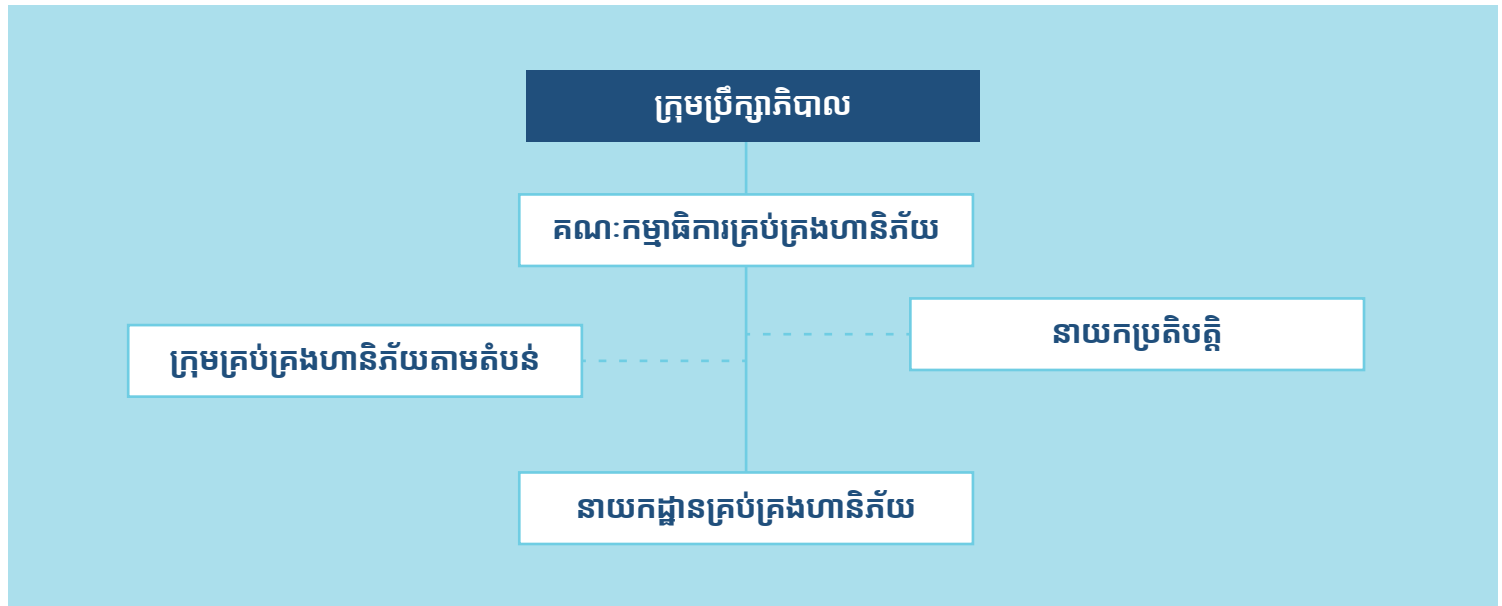 ក្រុមប្រឹក្សាភិបាល
គណៈកម្មាធិការគ្រប់គ្រងហានិភ័យ
នាយកប្រតិបត្តិ
ក្រុមគ្រប់គ្រងហានិភ័យតាមតំបន់
នាយកដ្ឋានគ្រប់គ្រងហានិភ័យ